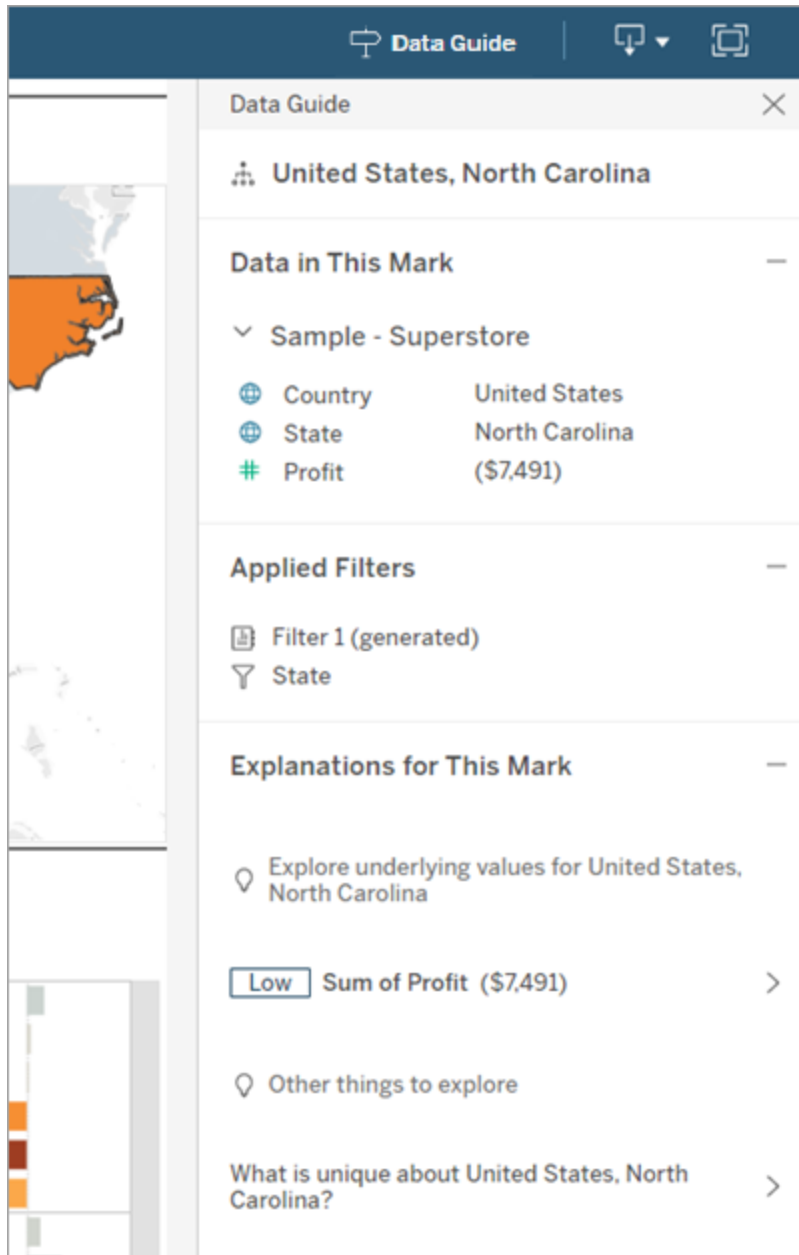 Data Guide
Data Guide
United States, North Carolina
Data in This Mark
Sample - Superstore
Country United States
State North Carolina
Profit ($7,491)
Applied Filters
Filter 1 (generated)
State
Explanations for This Mark
Explore underlying values for United States,
North Carolina
Low Sum of Profit ($7,491)
Other things to explore
What is unique about United States, North
Carolina?